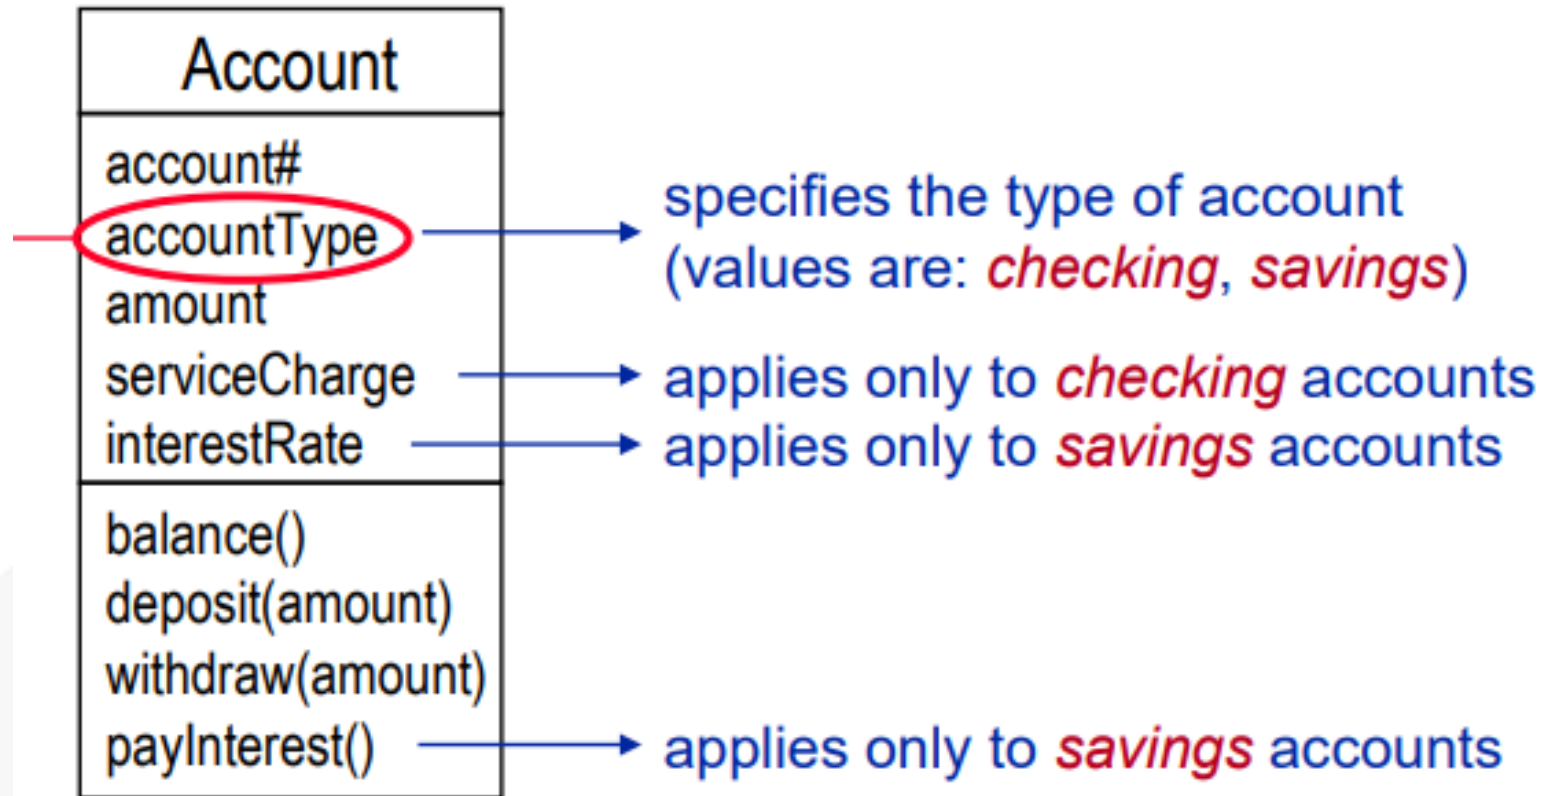 Account
account#
accountType
specifies the type of account
(values are: checking, savings)
amount
serviceCharge
applies only to checking accounts
interestRate
applies only to savings accounts
balance()
deposit(amount)
withdraw(amount)
payInterest()
applies only to savings accounts